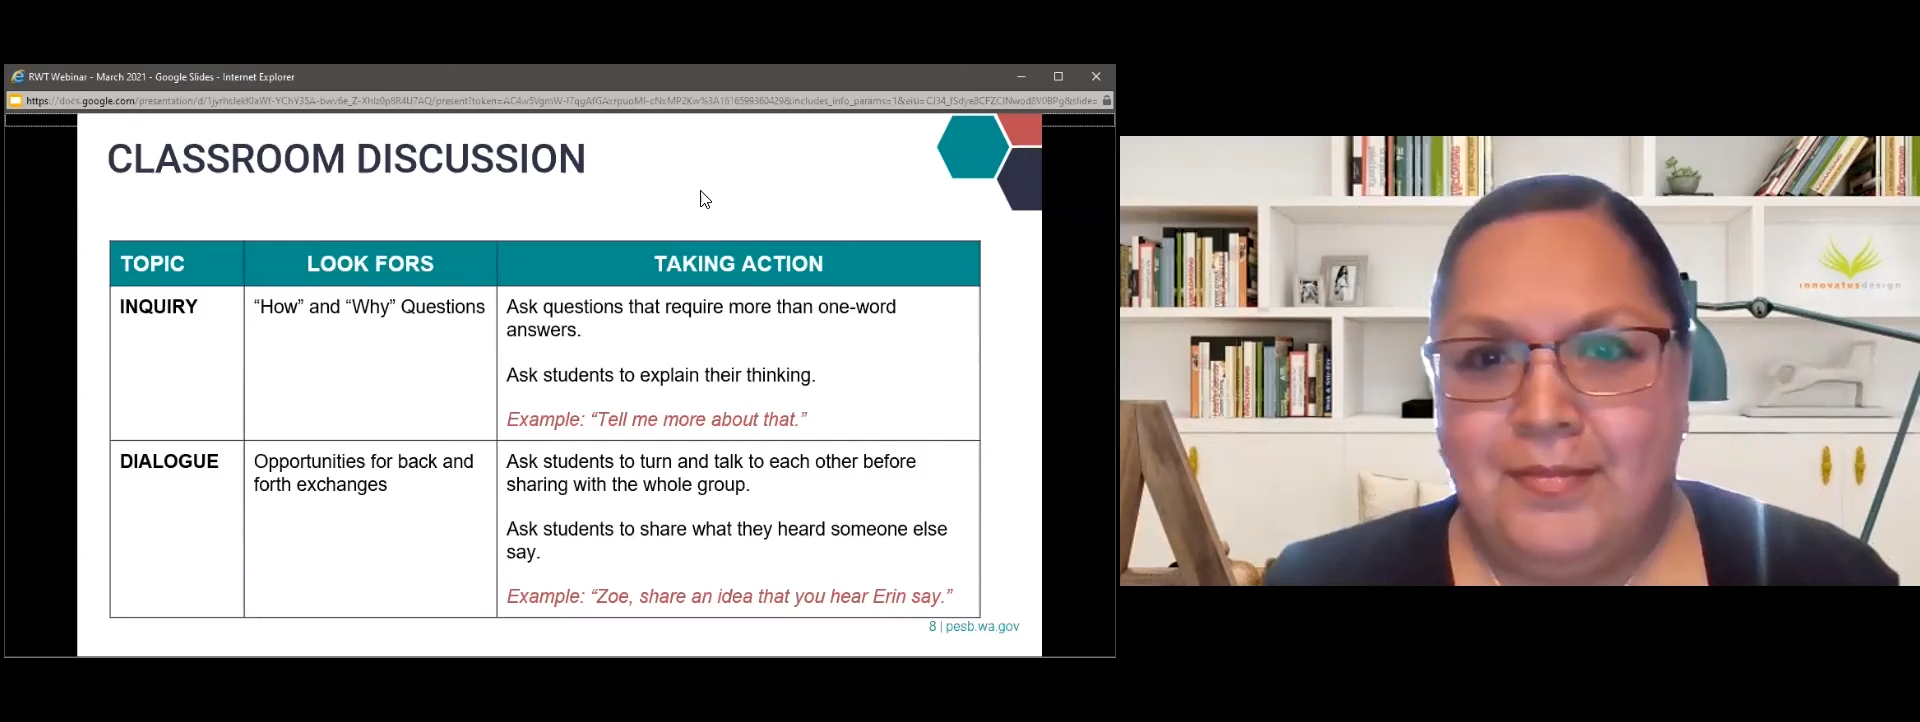 RWT Webinar - March 2021 - Google Slides - Internet Explorer
CLASSROOM DISCUSSION
TOPIC
LOOK FORS
TAKING ACTION
INQUIRY
“How” and “Why” Questions
Ask questions that require more than one-word
answers.
Ask students to explain their thinking.
Example: “Tell me more about that.”
DIALOGUE
Opportunities for back and
forth exchanges
Ask students to turn and talk to each other before
sharing with the whole group.
Ask students to share what they heard someone else
say.
Example: “Zoe, share an idea that you hear Erin say.”
8 | pesb.wa.gov
innovatusdesign